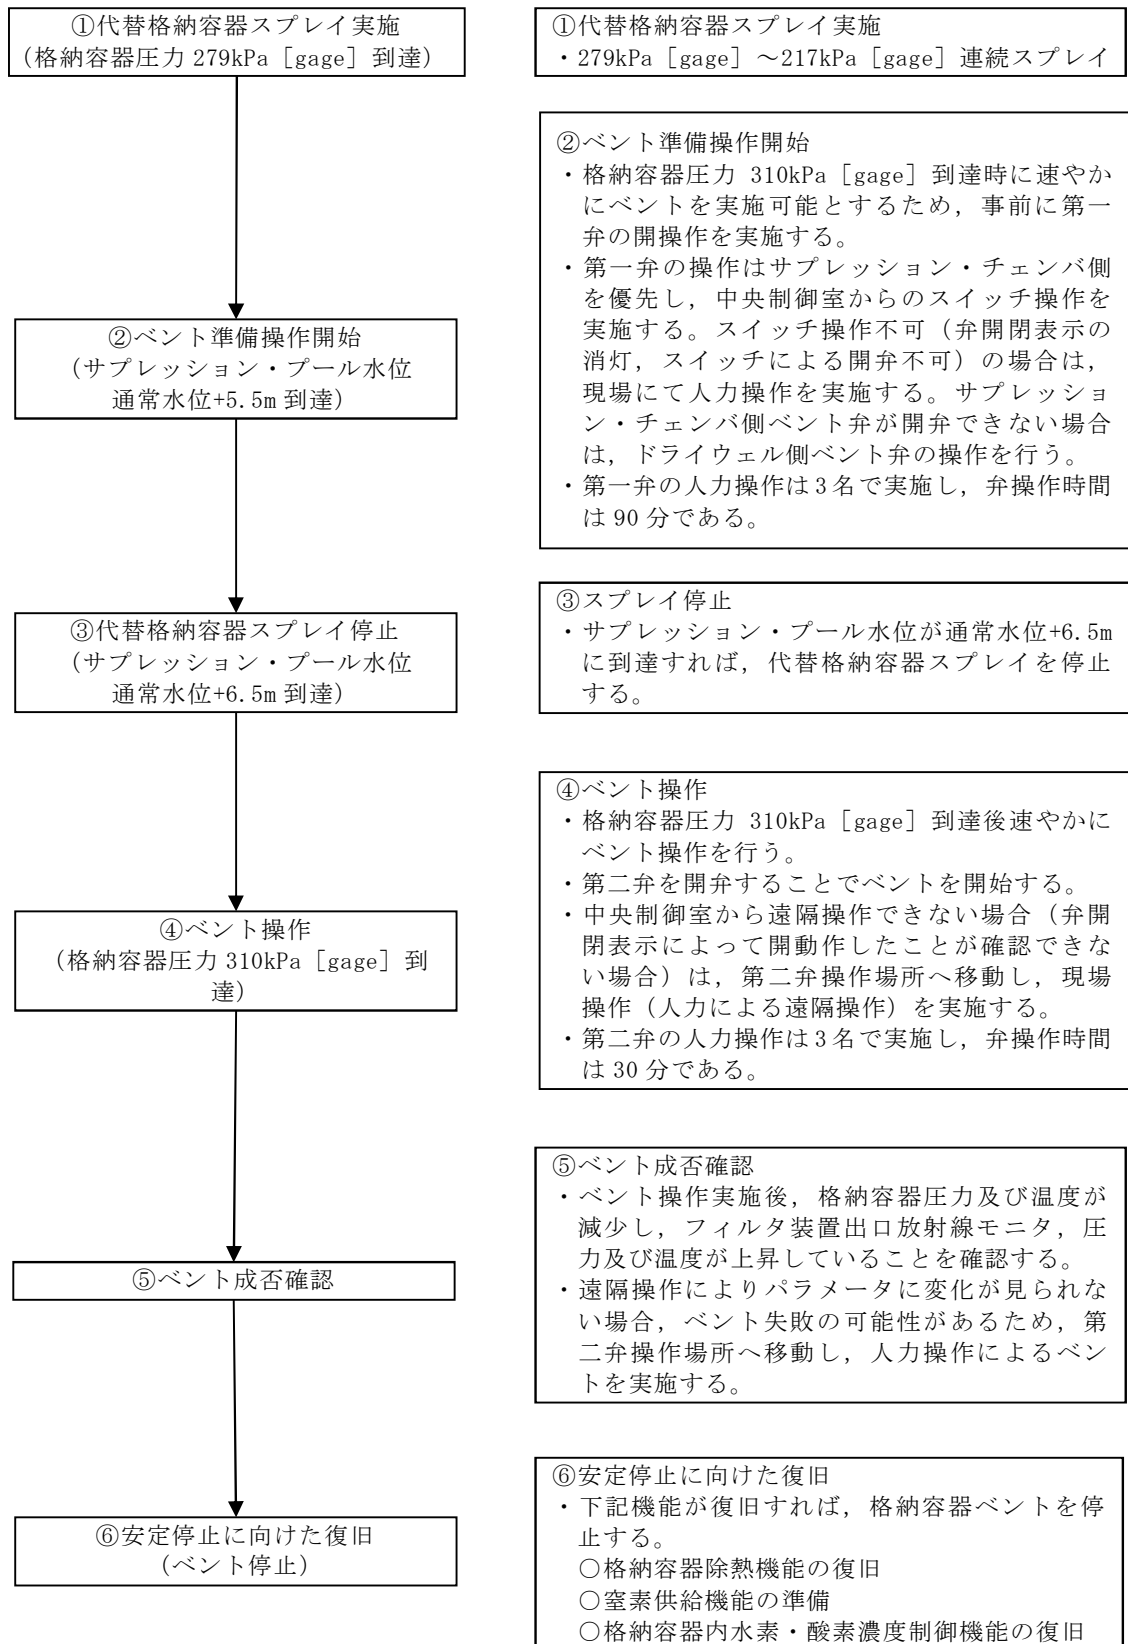 ①代替格納容器スプレイ実施
(格納容器圧力 279kPa［gage］到達)
②ベント準備操作開始
(サプレッション・プール水位
通常水位+5.5m 到達)
③代替格納容器スプレイ停止
(サプレッション・プール水位
通常水位+6.5m 到達)
④ベント操作
(格納容器圧力 310kPa［gage］到
達)
⑤ベント成否確認
⑥安定停止に向けた復旧
(ベント停止)
①代替格納容器スプレイ実施
・279kPa［gage］～217kPa［gage］連続スプレイ
②ベント準備操作開始
・格納容器圧力 310kPa［gage］到達時に速やか
にベントを実施可能とするため，事前に第一
弁の開操作を実施する。
・第一弁の操作はサプレッション・チェンバ側
を優先し，中央制御室からのスイッチ操作を
実施する。スイッチ操作不可（弁開閉表示の
消灯，スイッチによる開弁不可）の場合は，
現場にて人力操作を実施する。サプレッショ
ン・チェンバ側ベント弁が開弁できない場合
は，ドライウェル側ベント弁の操作を行う。
・第一弁の人力操作は3名で実施し，弁操作時間
は 90 分である。
③スプレイ停止
・サプレッション・プール水位が通常水位+6.5m
に到達すれば，代替格納容器スプレイを停止
する。
④ベント操作
・格納容器圧力 310kPa［gage］到達後速やかに
ベント操作を行う。
・第二弁を開弁することでベントを開始する。
・中央制御室から遠隔操作できない場合（弁開
閉表示によって開動作したことが確認できな
い場合）は，第二弁操作場所へ移動し，現場
操作（人力による遠隔操作）を実施する。
・第二弁の人力操作は3名で実施し，弁操作時間
は 30 分である。
⑤ベント成否確認
・ベント操作実施後，格納容器圧力及び温度が
減少し，フィルタ装置出口放射線モニタ，圧
力及び温度が上昇していることを確認する。
・遠隔操作によりパラメータに変化が見られな
い場合，ベント失敗の可能性があるため，第
二弁操作場所へ移動し，人力操作によるベン
トを実施する。
⑥安定停止に向けた復旧
・下記機能が復旧すれば，格納容器ベントを停
止する。
○格納容器除熱機能の復旧
○窒素供給機能の準備
○格納容器内水素・酸素濃度制御機能の復旧